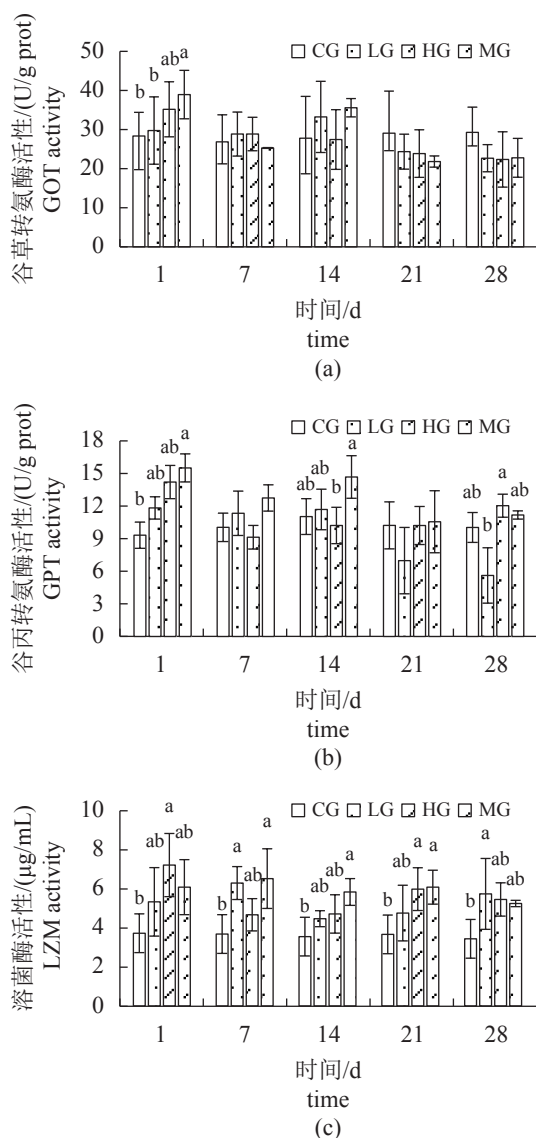 谷草转氨酶活性/(U/g prot)
GOT activity
50
40
30
20
10
0
CG LG HG MG
b b ab a
1 7 14 21 28
时间/d
time
(a)
谷丙转氨酶活性/(U/g prot)
GPT activity
18
15
12
9
6
3
0
CG LG HG MG
b ab ab a
ab ab b a
ab b a ab
1 7 14 21 28
时间/d
time
(b)
溶菌酶活性/(μg/mL)
LZM activity
10
8
6
4
2
0
CG LG HG MG
b ab a ab
b a ab a
b ab ab a
b ab a a
b a ab ab
1 7 14 21 28
时间/d
time
(c)